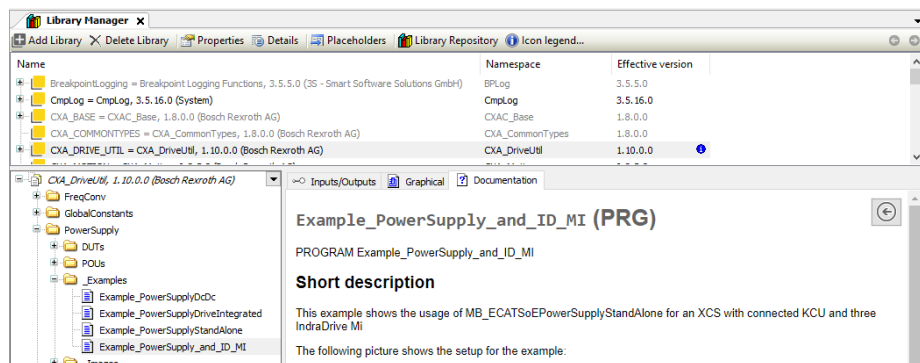 Library Manager
Add Library Delete Library Properties Details Placeholders Library Repository Icon legend...
Name Namespace Effective version
BreakpointLogging = Breakpoint Logging Functions, 3.5.5.0 (3S - Smart Software Solutions GmbH) BPLog 3.5.5.0
CmpLog = CmpLog, 3.5.16.0 (System) CmpLog 3.5.16.0
CXA_BASE = CXAC_Base, 1.8.0.0 (Bosch Rexroth AG) CXAC_Base 1.8.0.0
CXA_COMMONTYPES = CXA_CommonTypes, 1.8.0.0 (Bosch Rexroth AG) CXA_CommonTypes 1.8.0.0
CXA_DRIVE_UTIL = CXA_DriveUtil, 1.10.0.0 (Bosch Rexroth AG) CXA_DriveUtil 1.10.0.0
CXA_DriveUtil, 1.10.0.0 (Bosch Rexroth AG)
Inputs/Outputs Graphical Documentation
FreqConv
GlobalConstants
PowerSupply
DUTs
POUs
_Examples
Example_PowerSupplyDcDc
Example_PowerSupplyDriveIntegrated
Example_PowerSupplyStandAlone
Example_PowerSupply_and_ID_MI
_Images
Example_PowerSupply_and_ID_MI (PRG)
PROGRAM Example_PowerSupply_and_ID_MI
Short description
This example shows the usage of MB_ECATSoEPowerSupplyStandAlone for an XCS with connected KCU and three
IndraDrive Mi
The following picture shows the setup for the example: